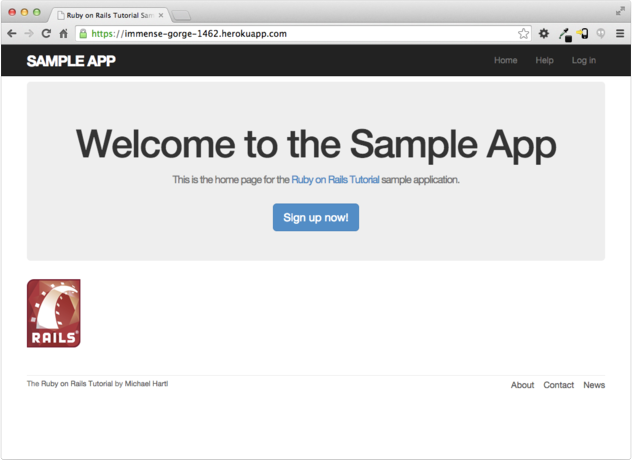 Ruby on Rails Tutorial Sam
https://immense-gorge-1462.herokuapp.com
SAMPLE APP Home Help Log in
Welcome to the Sample App
This is the home page for the Ruby on Rails Tutorial sample application.
Sign up now!
RAILS
The Ruby on Rails Tutorial by Michael Hartl About Contact News